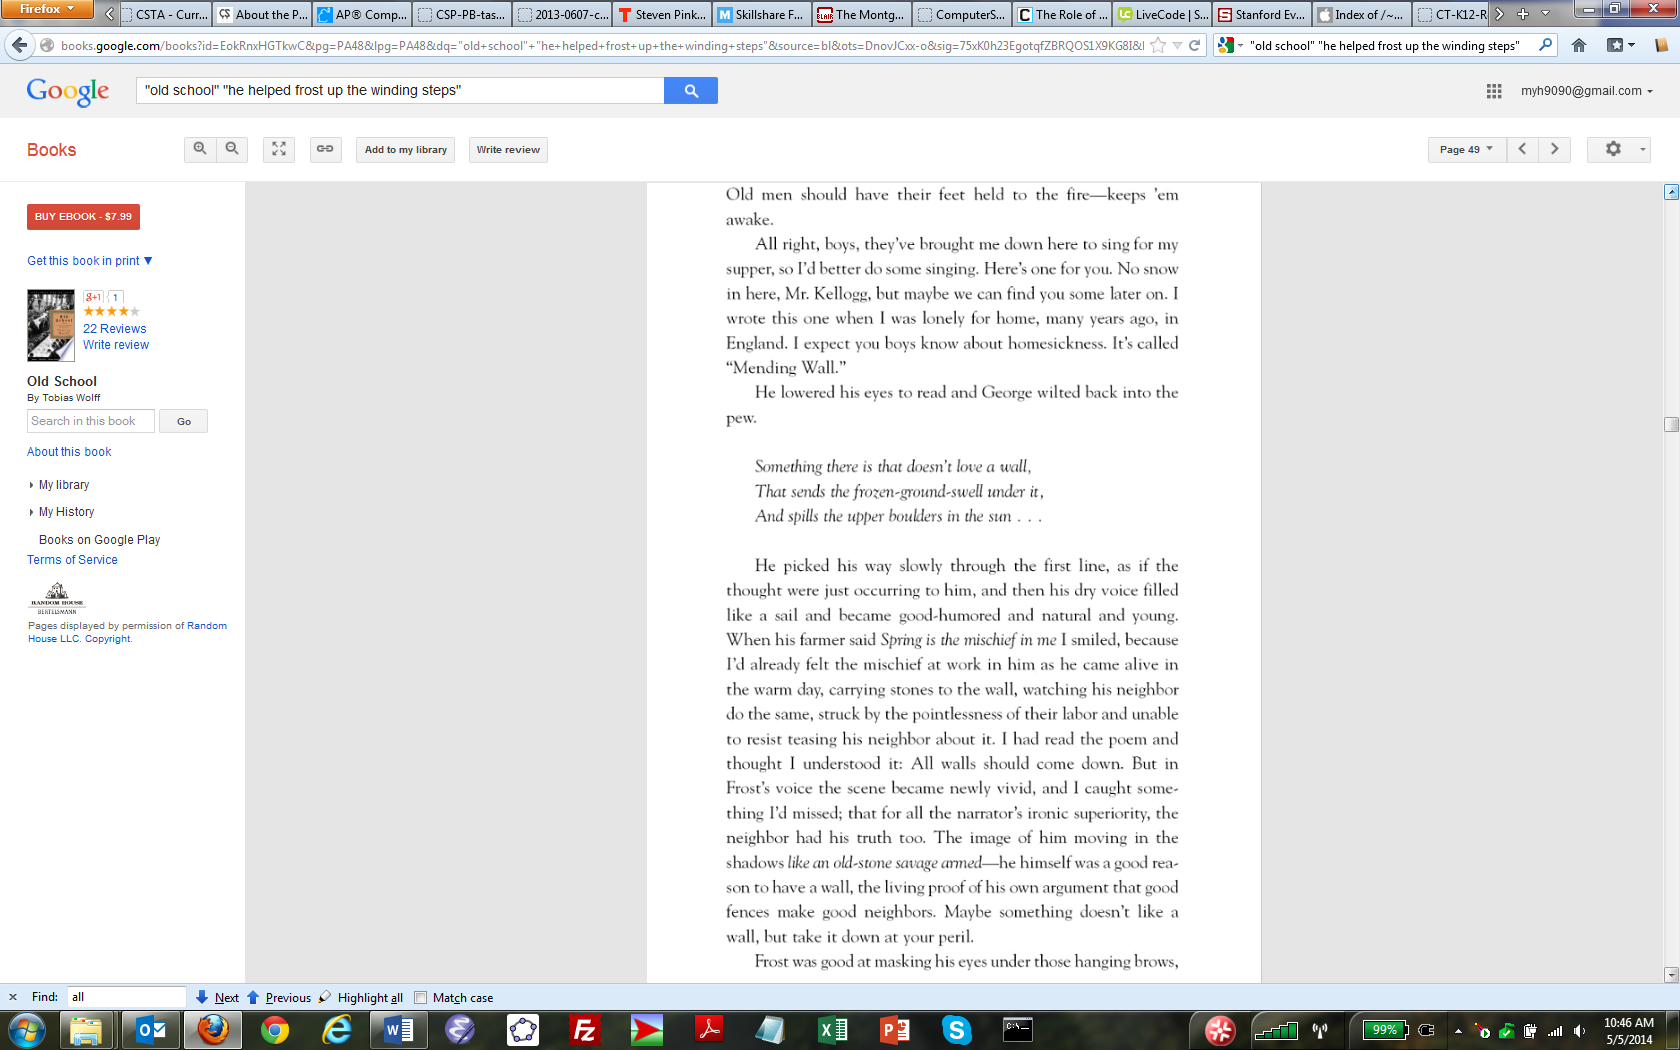 Firefox
CSTA - Curr...
About the P...
AP® Comp...
CSP-PB-tas...
2013-0607-c...
Steven Pink...
Skillshare F...
The Montg...
ComputerS...
The Role of ...
LiveCode | S...
Stanford Ev...
Index of /~...
CT-K12-R
books.google.com/books?id=EokRnxHGTkwC&pg=PA48&lpg=PA48&dq="old+school"+"he+helped+frost+up+the+winding+steps"&source=bl&ots=DnovJCxx-o&sig=75xK0h23EgotqfZBRQOS1X9KG8I&
"old school" "he helped frost up the winding steps"
Google
"old school" "he helped frost up the winding steps"
myh9090@gmail.com
Books
Add to my library
Write review
Page 49
BUY EBOOK - $7.99
Get this book in print ▼
g+1 1
22 Reviews
Write review
Old School
By Tobias Wolff
Search in this book
Go
About this book
My library
My History
Books on Google Play
Terms of Service
RANDOM HOUSE
BERTELSMANN
Pages displayed by permission of Random
House LLC. Copyright.
Old men should have their feet held to the fire—keeps 'em
awake.
All right, boys, they've brought me down here to sing for my
supper, so I'd better do some singing. Here's one for you. No snow
in here, Mr. Kellogg, but maybe we can find you some later on. I
wrote this one when I was lonely for home, many years ago, in
England. I expect you boys know about homesickness. It's called
"Mending Wall."
He lowered his eyes to read and George wilted back into the
pew.
Something there is that doesn't love a wall,
That sends the frozen-ground-swell under it,
And spills the upper boulders in the sun . . .
He picked his way slowly through the first line, as if the
thought were just occurring to him, and then his dry voice filled
like a sail and became good-humored and natural and young.
When his farmer said Spring is the mischief in me I smiled, because
I'd already felt the mischief at work in him as he came alive in
the warm day, carrying stones to the wall, watching his neighbor
do the same, struck by the pointlessness of their labor and unable
to resist teasing his neighbor about it. I had read the poem and
thought I understood it: All walls should come down. But in
Frost's voice the scene became newly vivid, and I caught some-
thing I'd missed; that for all the narrator's ironic superiority, the
neighbor had his truth too. The image of him moving in the
shadows like an old-stone savage armed—he himself was a good rea-
son to have a wall, the living proof of his own argument that good
fences make good neighbors. Maybe something doesn't like a
wall, but take it down at your peril.
Frost was good at masking his eyes under those hanging brows,
× Find: all Next Previous Highlight all Match case
99%
10:46 AM
5/5/2014